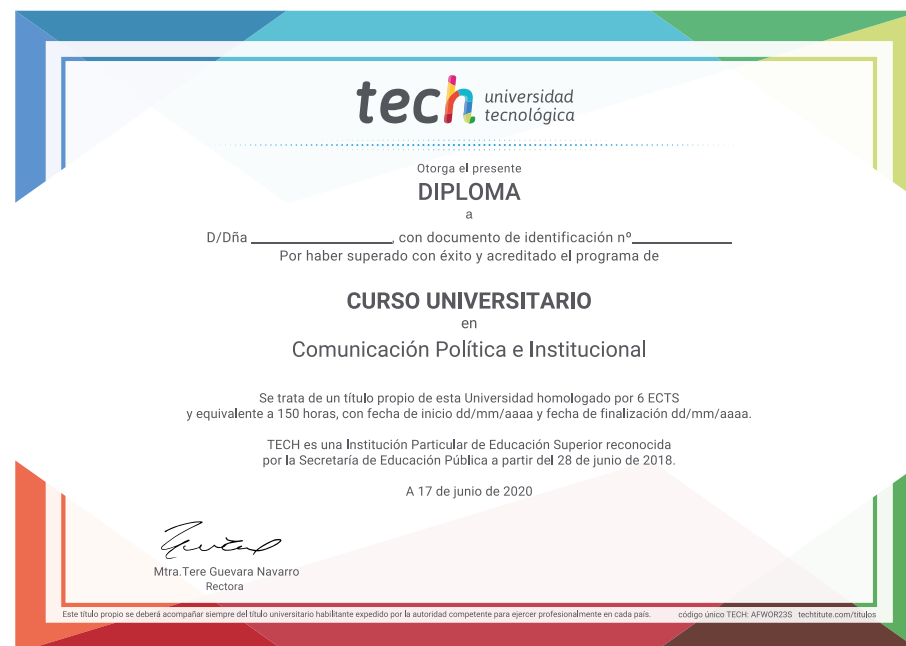 tech universidad
tecnológica
Otorga el presente
DIPLOMA
a
D/Dña ____________________, con documento de identificación nº______________
Por haber superado con éxito y acreditado el programa de
CURSO UNIVERSITARIO
en
Comunicación Política e Institucional
Se trata de un título propio de esta Universidad homologado por 6 ECTS
y equivalente a 150 horas, con fecha de inicio dd/mm/aaaa y fecha de finalización dd/mm/aaaa.
TECH es una Institución Particular de Educación Superior reconocida
por la Secretaría de Educación Pública a partir del 28 de junio de 2018.
A 17 de junio de 2020
Mtra.Tere Guevara Navarro
Rectora
Este título propio se deberá acompañar siempre del título universitario habilitante expedido por la autoridad competente para ejercer profesionalmente en cada país. código único TECH: AFWOR23S techtitute.com/titulos